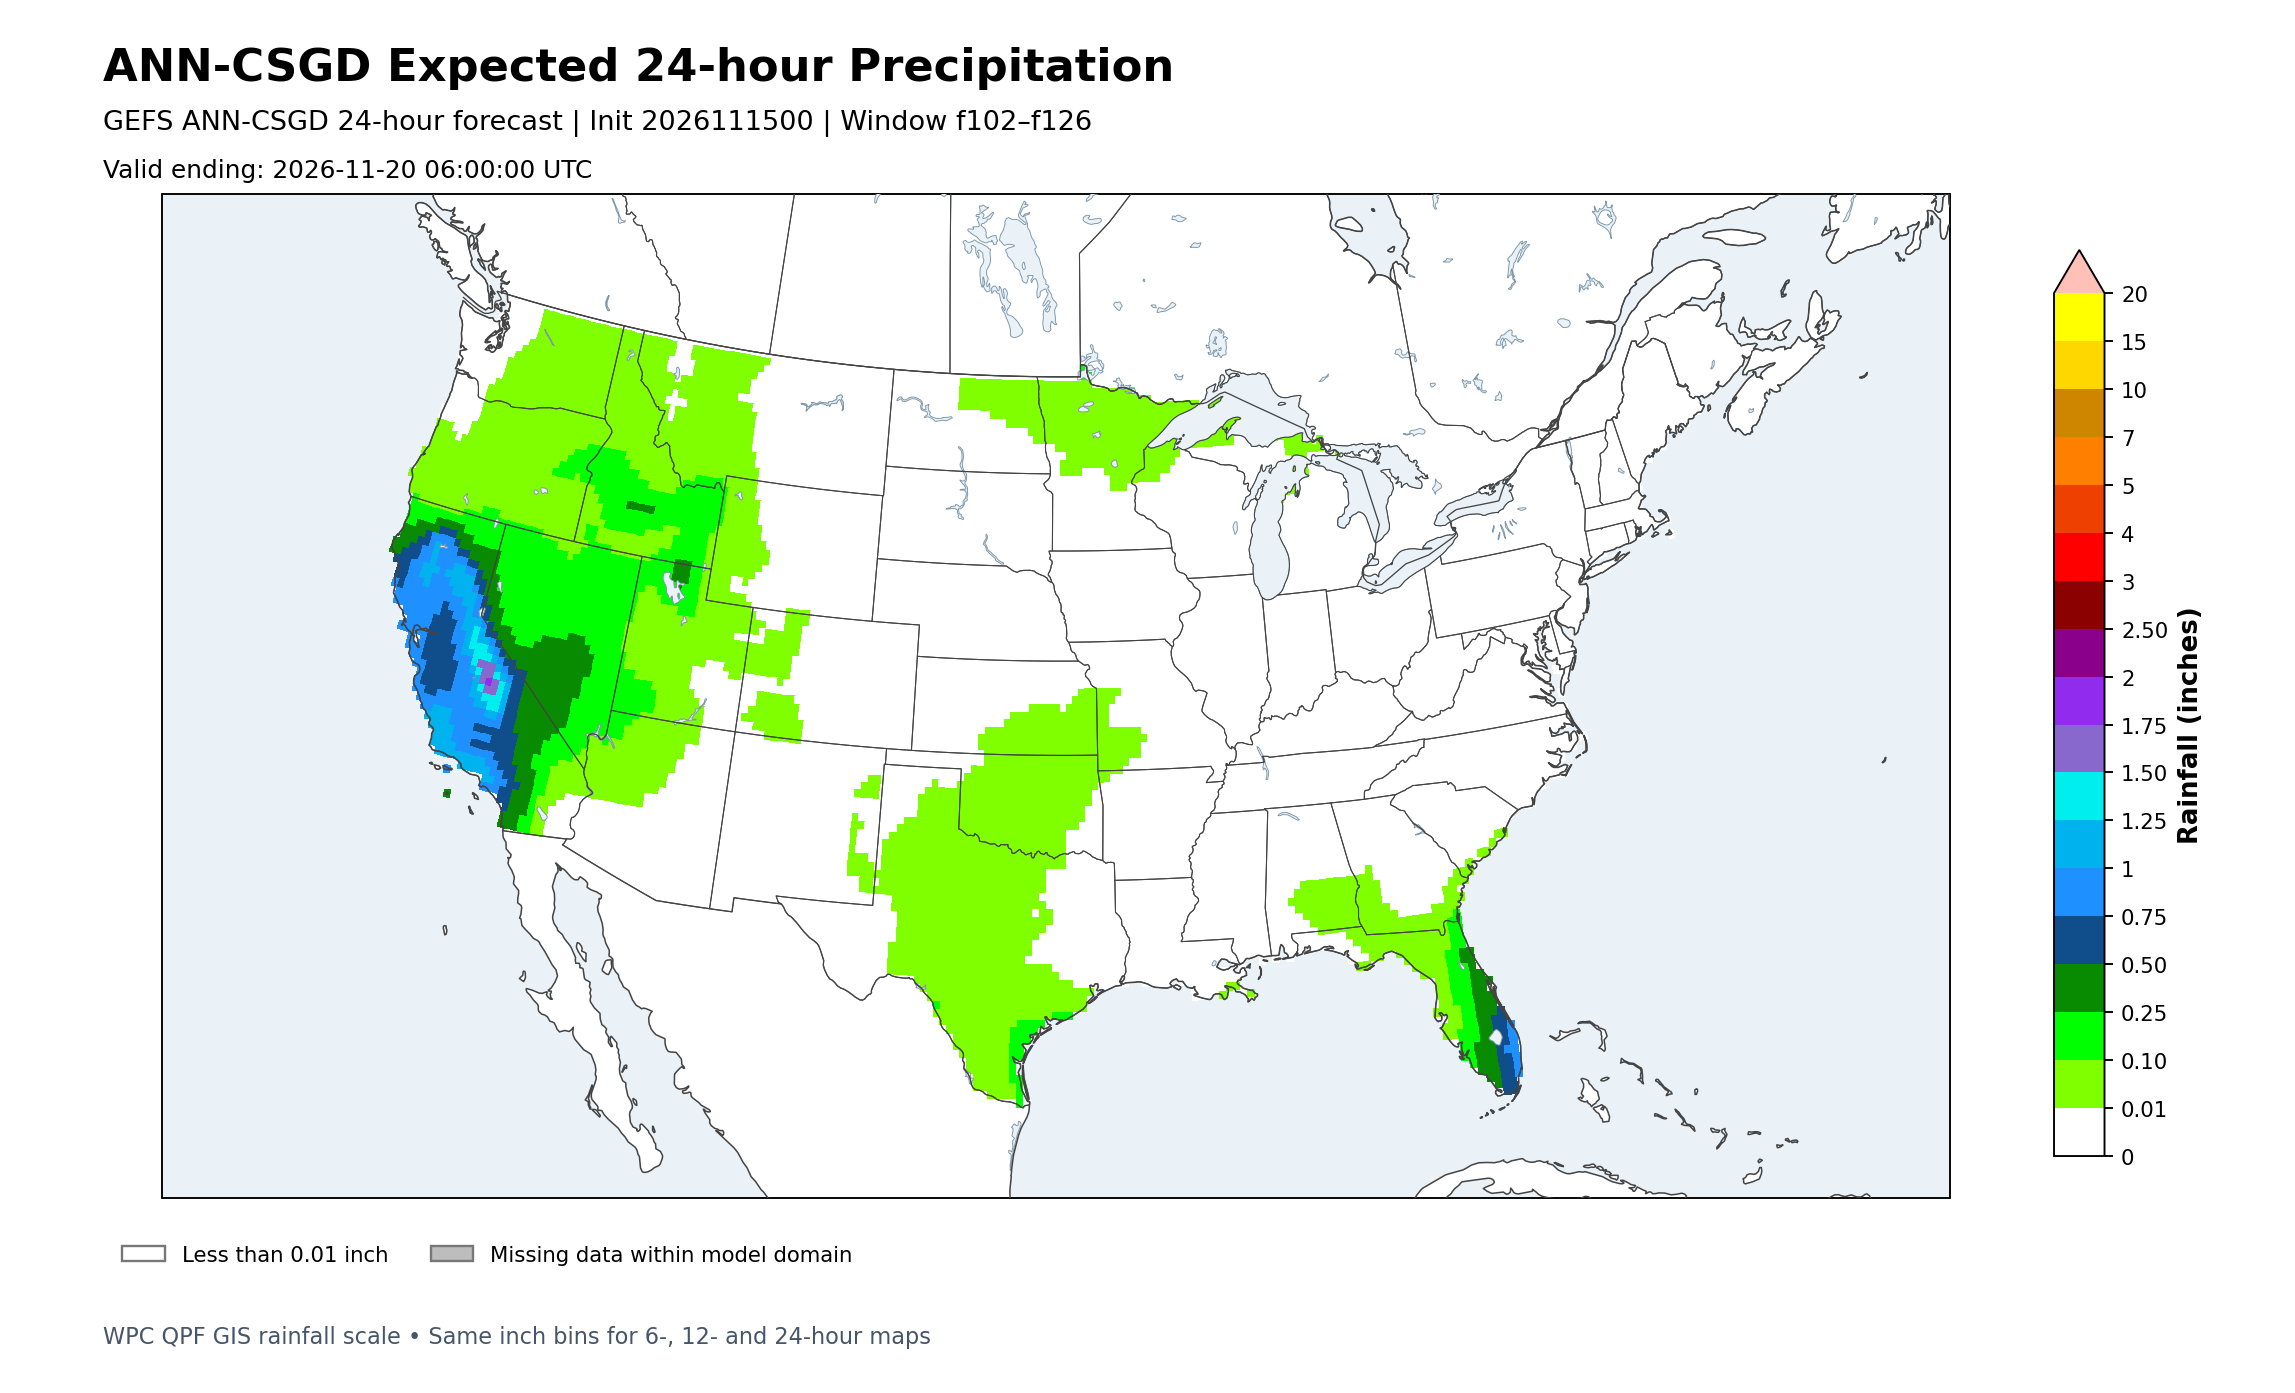 ANN-CSGD Expected 24-hour Precipitation
GEFS ANN-CSGD 24-hour forecast | Init 2026111500 | Window f102–f126
Valid ending: 2026-11-20 06:00:00 UTC
20
15
10
7
5
4
3
2.50
2
1.75
1.50
1.25
1
0.75
0.50
0.25
0.10
0.01
0
Rainfall (inches)
Less than 0.01 inch
Missing data within model domain
WPC QPF GIS rainfall scale • Same inch bins for 6-, 12- and 24-hour maps